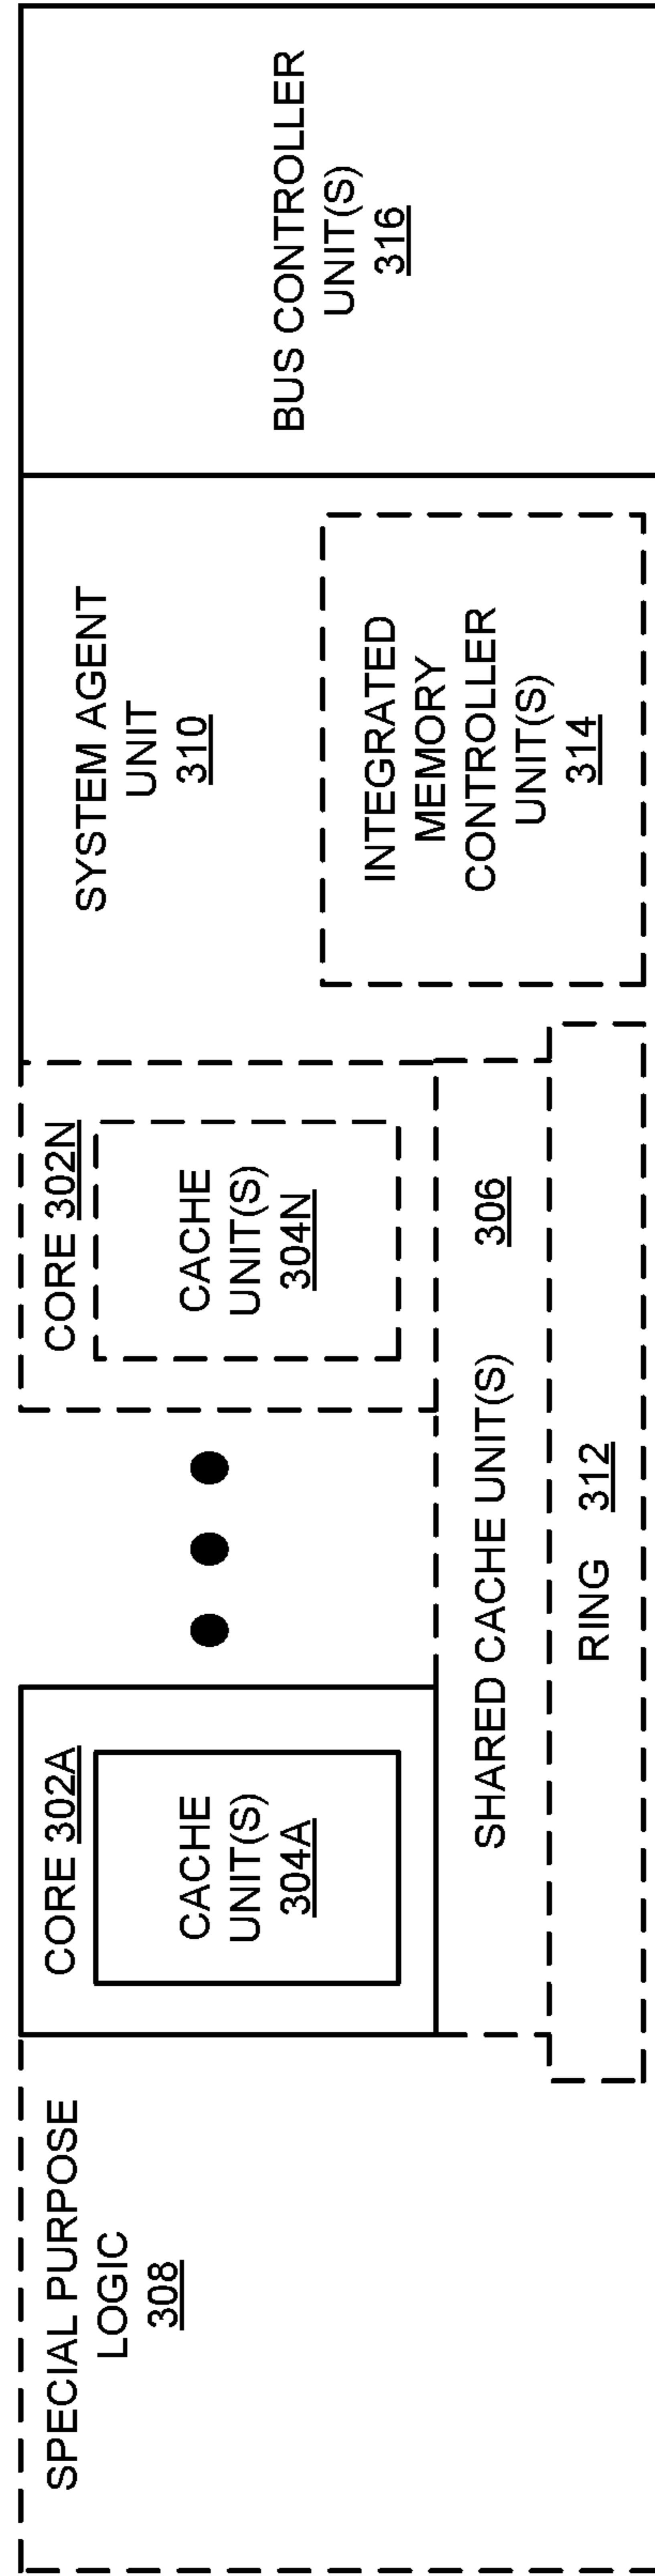 SPECIAL PURPOSE
LOGIC
308
CORE 302A
CACHE
UNIT(S)
304A
CORE 302N
CACHE
UNIT(S)
304N
SHARED CACHE UNIT(S) 306
RING 312
SYSTEM AGENT
UNIT
310
INTEGRATED
MEMORY
CONTROLLER
UNIT(S)
314
BUS CONTROLLER
UNIT(S)
316